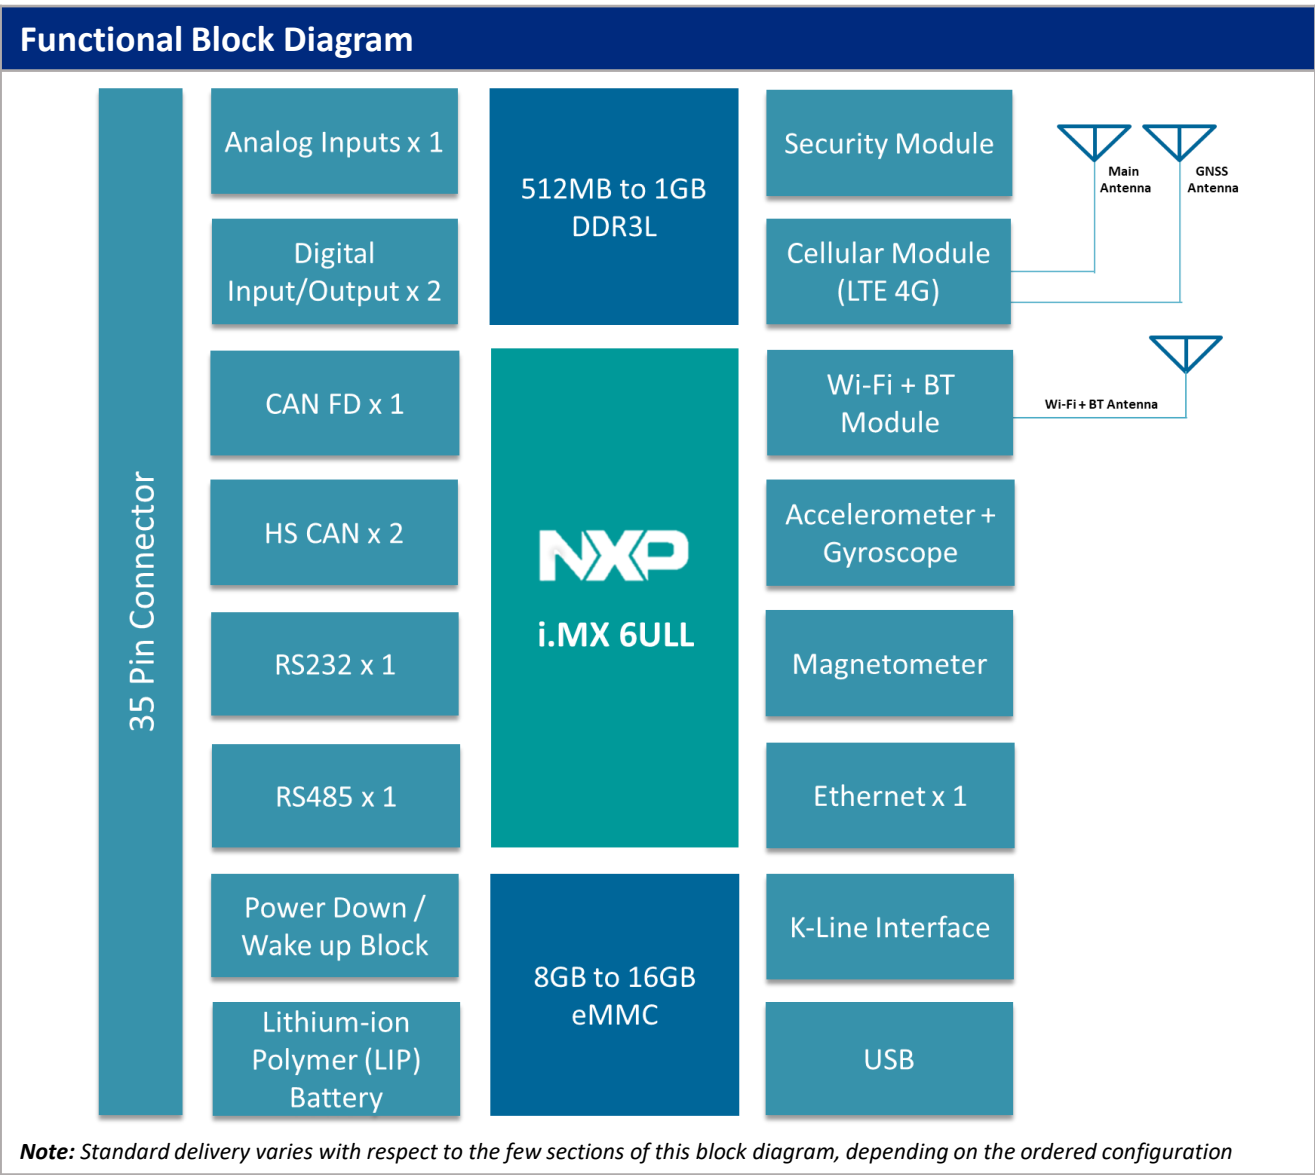 Functional Block Diagram
35 Pin Connector
Analog Inputs x 1
Digital
Input/Output x 2
CAN FD x 1
HS CAN x 2
RS232 x 1
RS485 x 1
Power Down /
Wake up Block
Lithium-ion
Polymer (LIP)
Battery
512MB to 1GB
DDR3L
NXP
i.MX 6ULL
8GB to 16GB
eMMC
Security Module
Cellular Module
(LTE 4G)
Wi-Fi + BT
Module
Accelerometer +
Gyroscope
Magnetometer
Ethernet x 1
K-Line Interface
USB
Main
Antenna
GNSS
Antenna
Wi-Fi + BT Antenna
Note: Standard delivery varies with respect to the few sections of this block diagram, depending on the ordered configuration